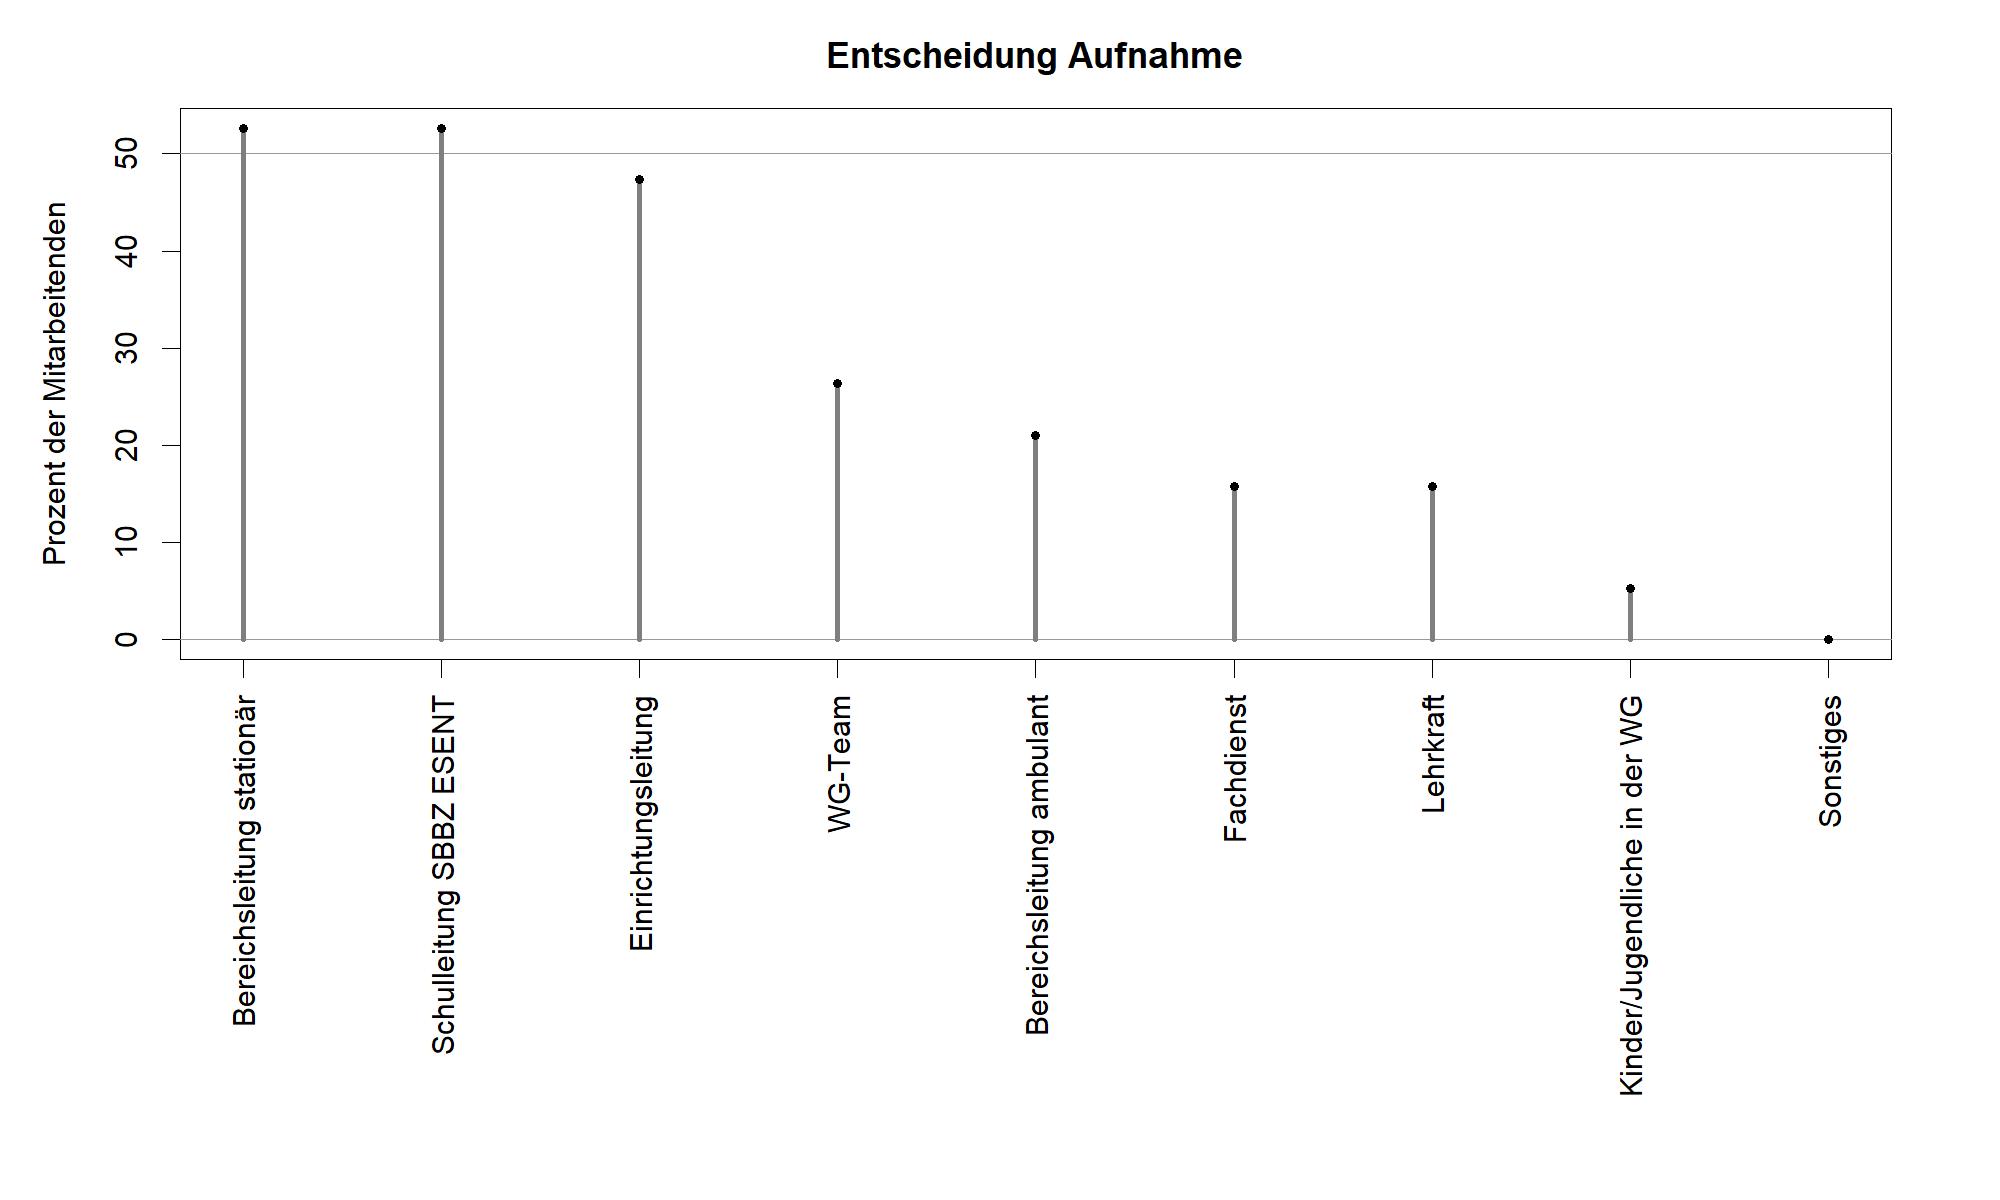 Entscheidung Aufnahme
Prozent der Mitarbeitenden
50
40
30
20
10
0
Bereichsleitung stationär
Schulleitung SBBZ ESENT
Einrichtungsleitung
WG-Team
Bereichsleitung ambulant
Fachdienst
Lehrkraft
Kinder/Jugendliche in der WG
Sonstiges